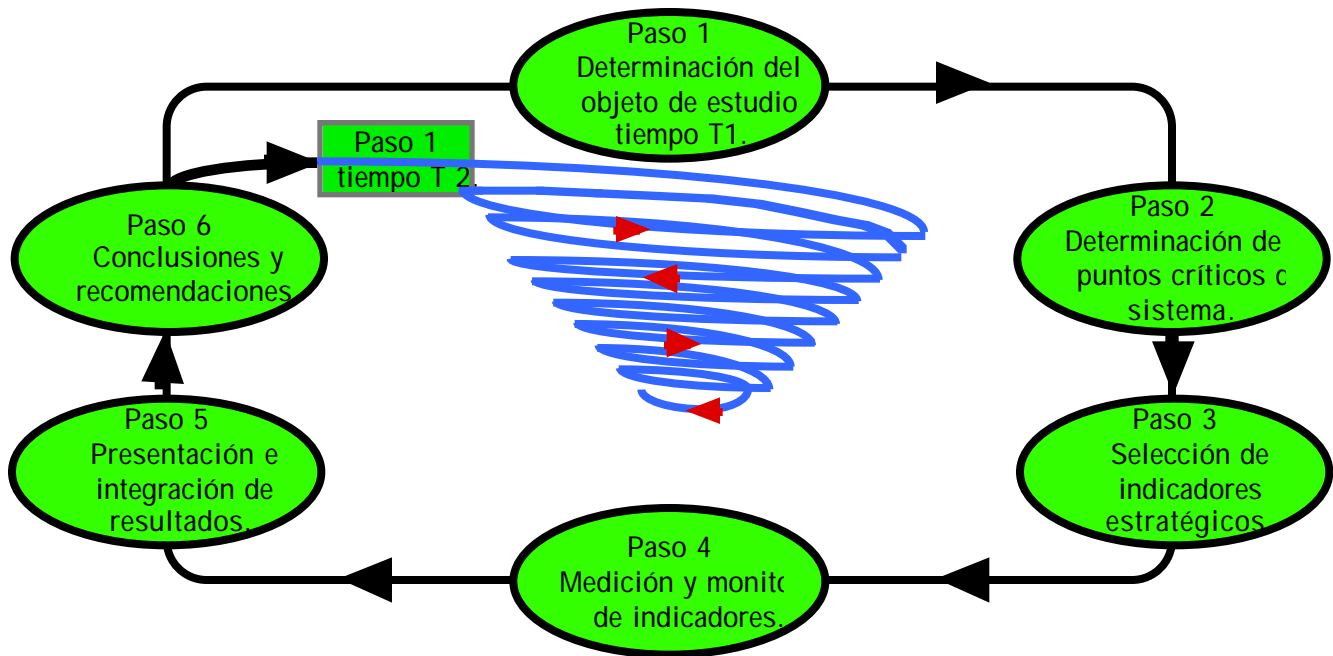 Paso 1
Determinación del
objeto de estudio
tiempo T1.
Paso 1
tiempo T 2.
Paso 2
Determinación de
puntos críticos
sistema.
Paso 3
Selección de
indicadores
estratégicos
Paso 4
Medición y
de indicadores.
Paso 5
Presentación e
integración de
resultados.
Paso 6
Conclusiones y
recomendaciones